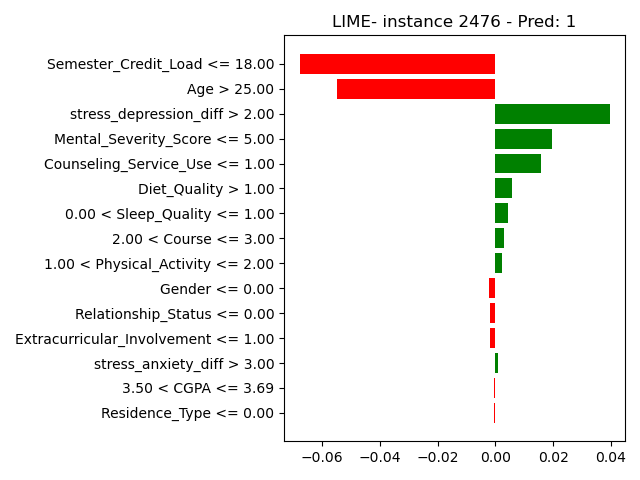 LIME- instance 2476 - Pred: 1
Semester_Credit_Load <= 18.00
Age > 25.00
stress_depression_diff > 2.00
Mental_Severity_Score <= 5.00
Counseling_Service_Use <= 1.00
Diet_Quality > 1.00
0.00 < Sleep_Quality <= 1.00
2.00 < Course <= 3.00
1.00 < Physical_Activity <= 2.00
Gender <= 0.00
Relationship_Status <= 0.00
Extracurricular_Involvement <= 1.00
stress_anxiety_diff > 3.00
3.50 < CGPA <= 3.69
Residence_Type <= 0.00
−0.06 −0.04 −0.02 0.00 0.02 0.04